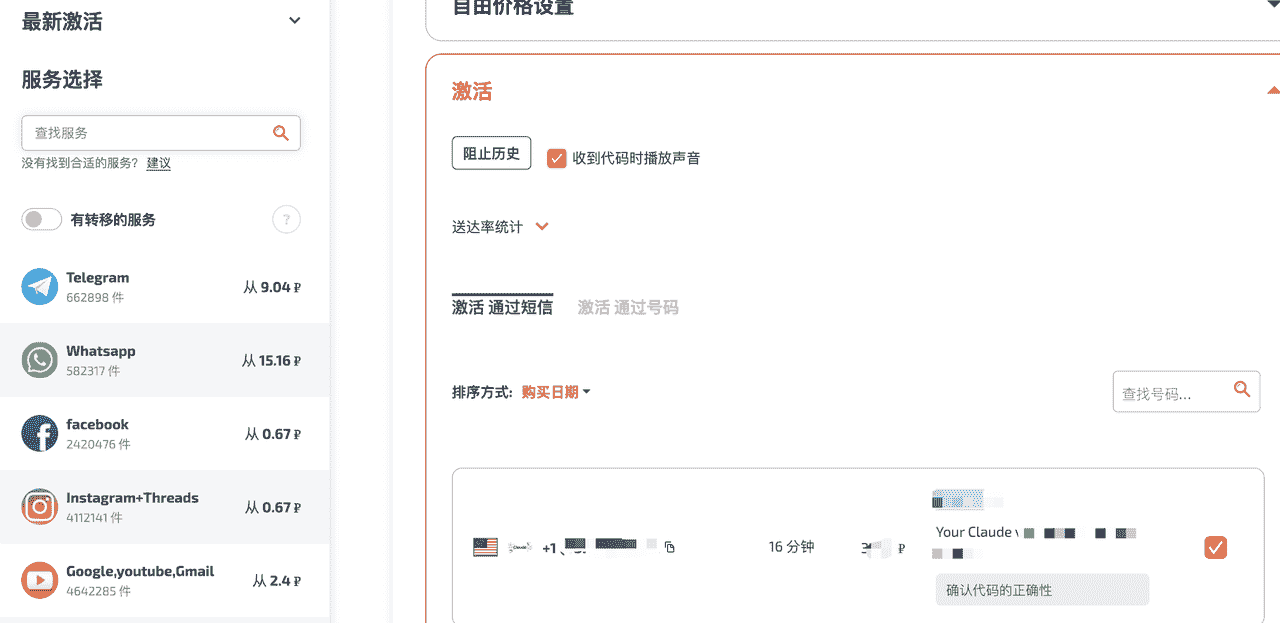 最新激活
服务选择
查找服务
没有找到合适的服务? 建议
有转移的服务
?
Telegram
662898 件
从 9.04 ₽
Whatsapp
582317 件
从 15.16 ₽
facebook
2420476 件
从 0.67 ₽
Instagram+Threads
4112141 件
从 0.67 ₽
Google,youtube,Gmail
4642285 件
从 2.4 ₽
自由价格设置
激活
阻止历史
收到代码时播放声音
送达率统计
激活 通过短信
激活 通过号码
排序方式: 购买日期
查找号码...
+1
16 分钟
₽
Your Claude
确认代码的正确性